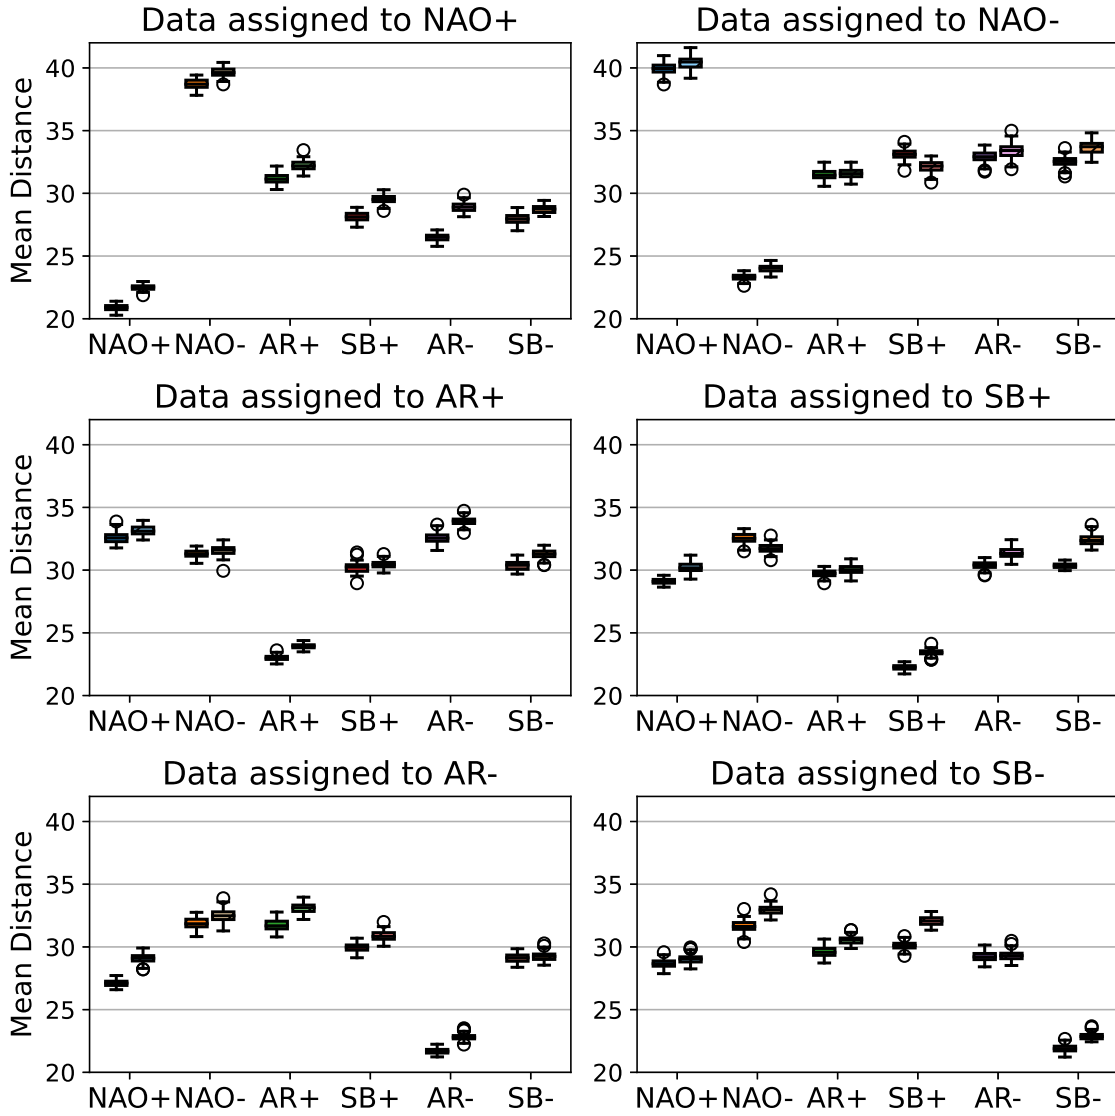 Data assigned to NAO+
Data assigned to NAO-
Mean Distance
40
35
30
25
20
40
35
30
25
20
NAO+ NAO- AR+ SB+ AR- SB-
NAO+ NAO- AR+ SB+ AR- SB-
Data assigned to AR+
Data assigned to SB+
Mean Distance
40
35
30
25
20
40
35
30
25
20
NAO+ NAO- AR+ SB+ AR- SB-
NAO+ NAO- AR+ SB+ AR- SB-
Data assigned to AR-
Data assigned to SB-
Mean Distance
40
35
30
25
20
40
35
30
25
20
NAO+ NAO- AR+ SB+ AR- SB-
NAO+ NAO- AR+ SB+ AR- SB-